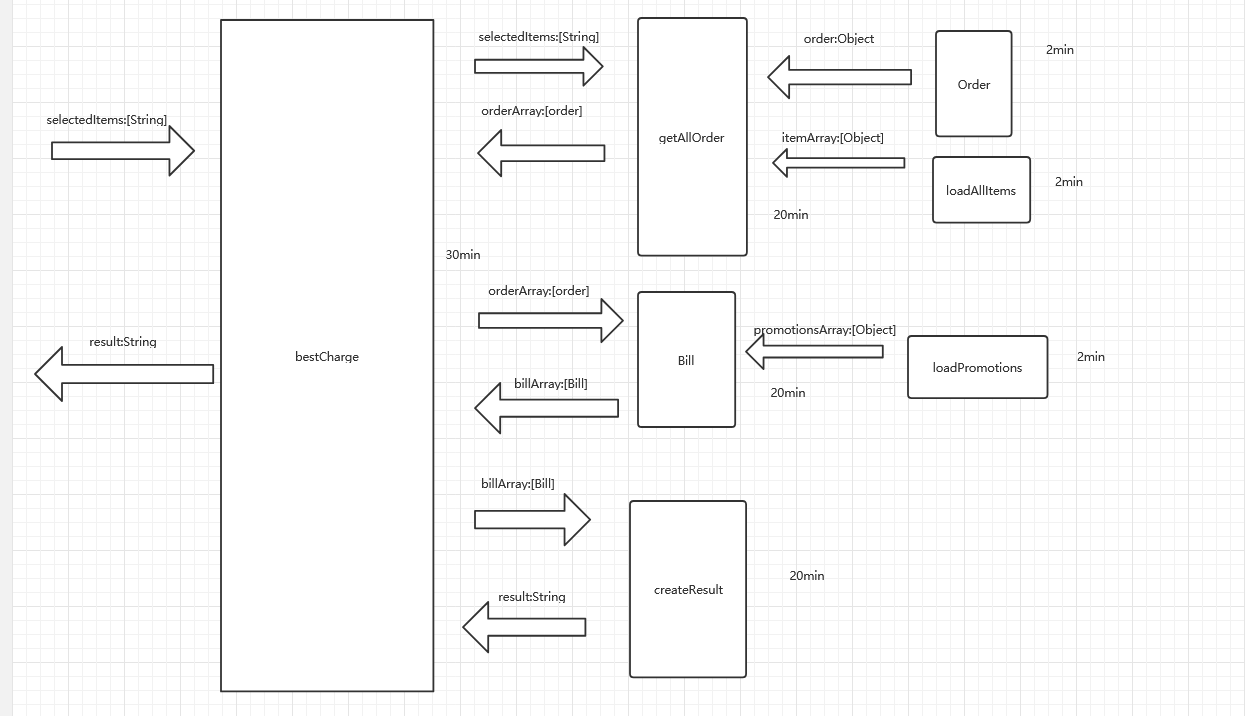 selectedItems:[String]
order:Object
2min
Order
orderArray:[order]
selectedItems:[String]
getAllOrder
itemArray:[Object]
loadAllItems
2min
20min
30min
orderArray:[order]
promotionsArray:[Object]
result:String
bestCharge
Bill
loadPromotions
2min
billArray:[Bill]
20min
billArray:[Bill]
20min
createResult
result:String